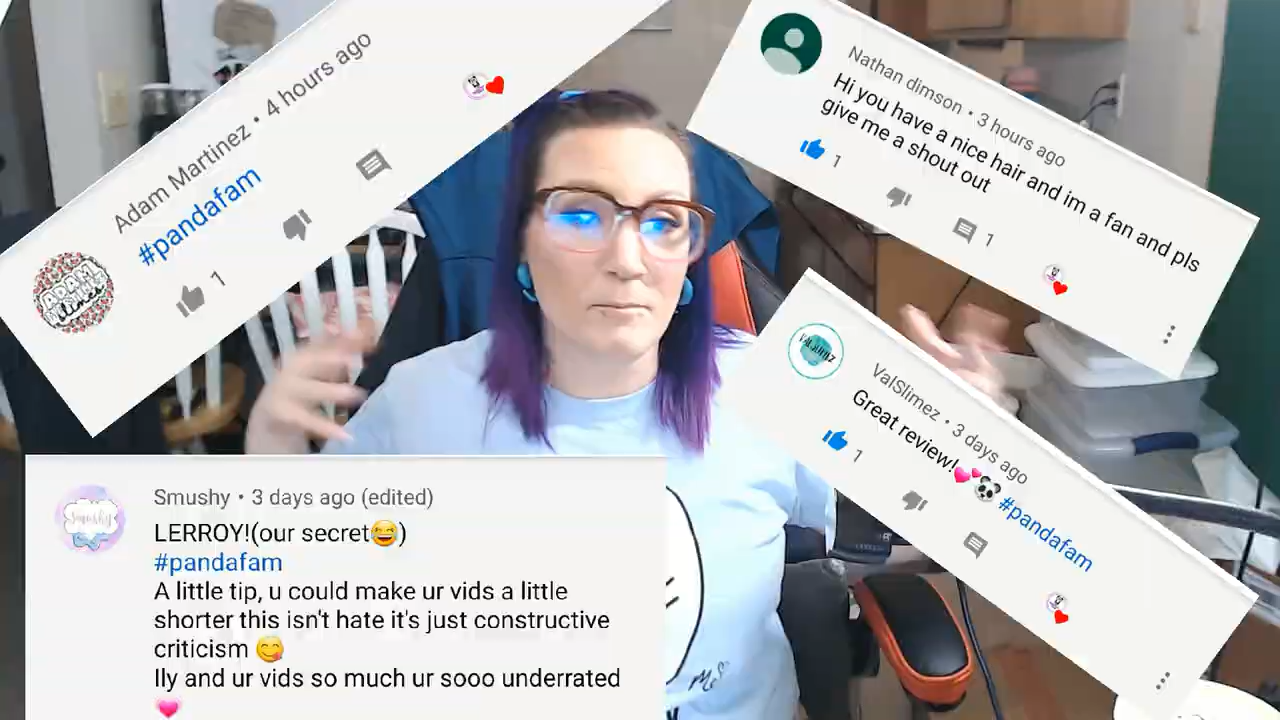 Adam Martinez • 4 hours ago
#pandafam
1
Nathan dimson • 3 hours ago
Hi you have a nice hair and im a fan and pls
give me a shout out
1
1
ValSlimez • 3 days ago
Great review!💕🐼 #pandafam
1
Smushy • 3 days ago (edited)
LERROY!(our secret😂)
#pandafam
A little tip, u could make ur vids a little
shorter this isn't hate it's just constructive
criticism 😋
Ily and ur vids so much ur sooo underrated
💗